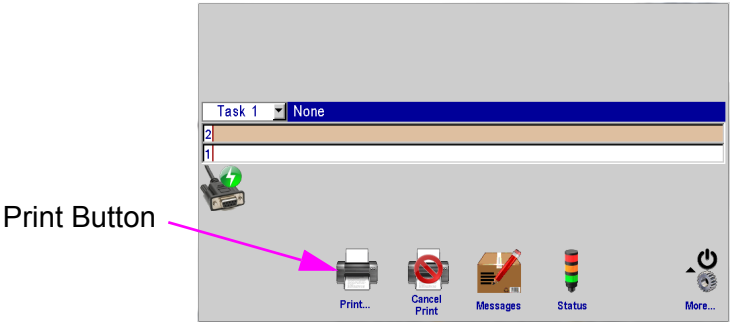 Task 1 None
2
1
Print Button
Print...
Cancel
Print
Messages
Status
More...